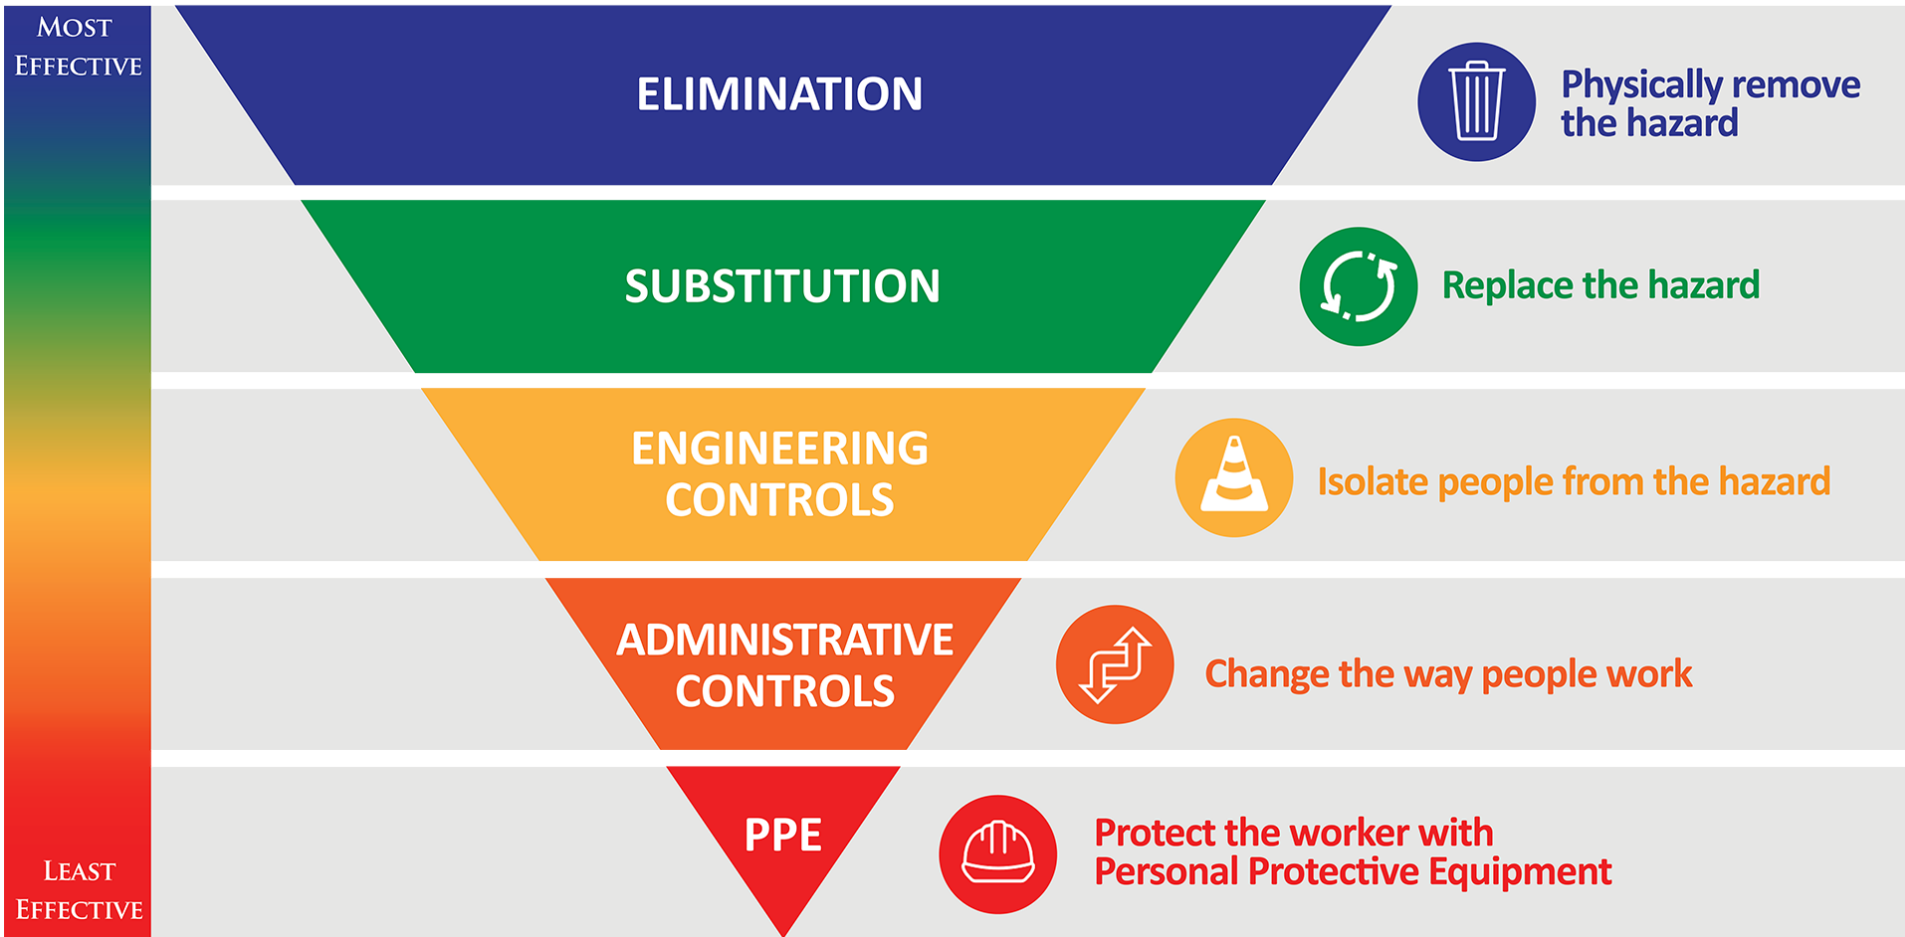 MOST
EFFECTIVE
ELIMINATION
Physically remove
the hazard
SUBSTITUTION
Replace the hazard
ENGINEERING
CONTROLS
Isolate people from the hazard
ADMINISTRATIVE
CONTROLS
Change the way people work
PPE
Protect the worker with
Personal Protective Equipment
LEAST
EFFECTIVE